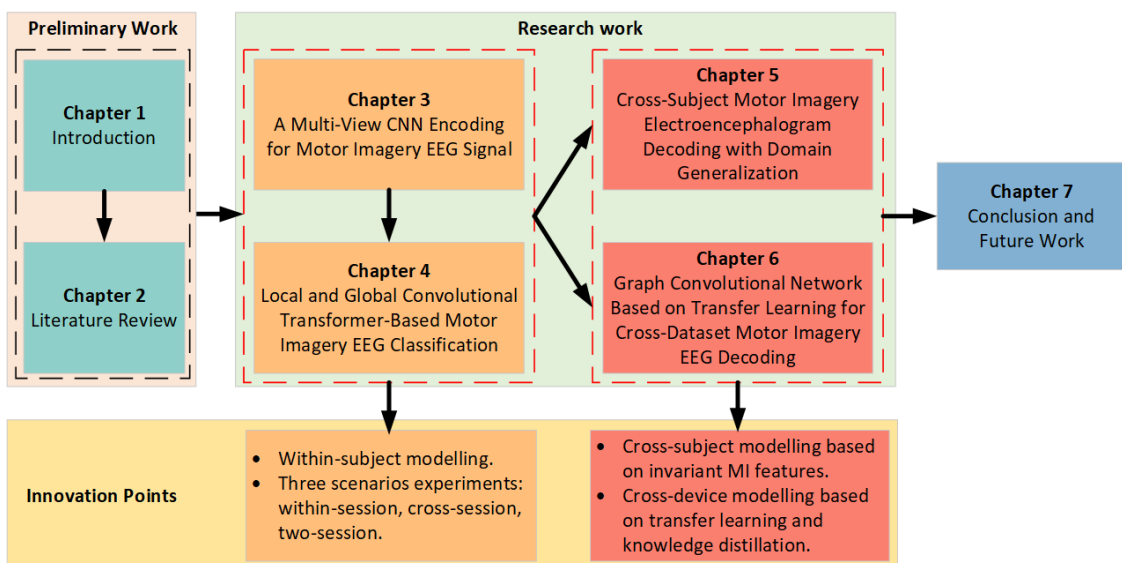 Preliminary Work
Chapter 1
Introduction
Chapter 2
Literature Review
Research work
Chapter 3
A Multi-View CNN Encoding
for Motor Imagery EEG Signal
Chapter 4
Local and Global Convolutional
Transformer-Based Motor
Imagery EEG Classification
Chapter 5
Cross-Subject Motor Imagery
Electroencephalogram
Decoding with Domain
Generalization
Chapter 6
Graph Convolutional Network
Based on Transfer Learning for
Cross-Dataset Motor Imagery
EEG Decoding
Chapter 7
Conclusion and
Future Work
Innovation Points
• Within-subject modelling.
• Three scenarios experiments:
within-session, cross-session,
two-session.
• Cross-subject modelling based
on invariant MI features.
• Cross-device modelling based
on transfer learning and
knowledge distillation.